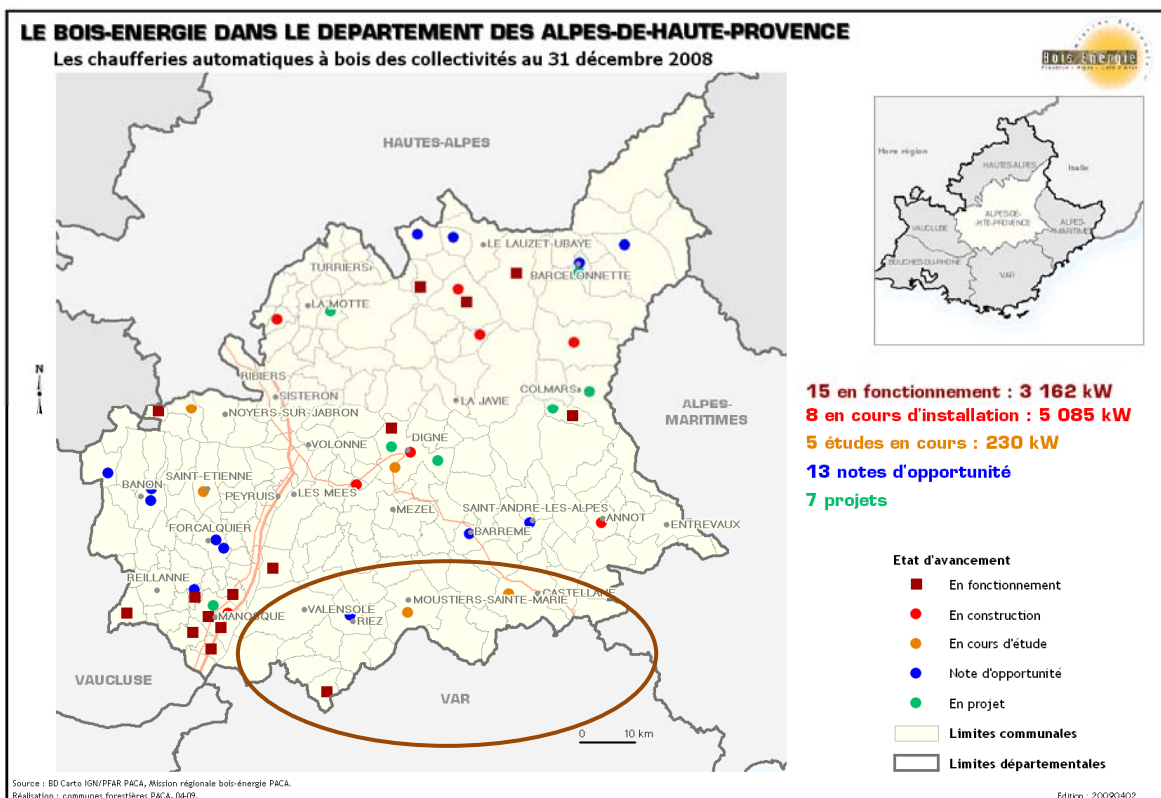 LE BOIS-ENERGIE DANS LE DEPARTEMENT DES ALPES-DE-HAUTE-PROVENCE
Les chaufferies automatiques à bois des collectivités au 31 décembre 2008
Bois/Energie
HAUTES-ALPES
Hors région
HAUTES-ALPES
Italie
ALPES-DE-
-HTE-PROVENCE
ALPES-
MARITIMES
VAUCLUSE
BOUCHES-DU-RHONE
VAR
LE LAUZET-UBAYE
TURRIERS
BARCELONNETTE
LA MOTTE
N
RIBIERS
SISTERON
COLMARS
LA JAVIE
NOYERS-SUR-JABRON
ALPES-
MARITIMES
VOLONNE
DIGNE
SAINT-ETIENNE
BANON
PEYRUIS
LES MEES
MEZEL
SAINT-ANDRE-LES-ALPES
ANNOT
ENTREVAUX
BARREME
FORCALQUIER
REILLANNE
CASTELLANE
MOUSTIERS-SAINTE-MARIE
VALENSOLE
MANOSQUE
RIEZ
VAUCLUSE
VAR
0 10 km
15 en fonctionnement : 3 162 kW
8 en cours d'installation : 5 085 kW
5 études en cours : 230 kW
13 notes d'opportunité
7 projets
Etat d'avancement
En fonctionnement
En construction
En cours d'étude
Note d'opportunité
En projet
Limites communales
Limites départementales
Source : BD Carto IGN/PFAR PACA, Mission régionale bois-énergie PACA.
Réalisation : communes forestières PACA, 04-09.
Edition : 20090402